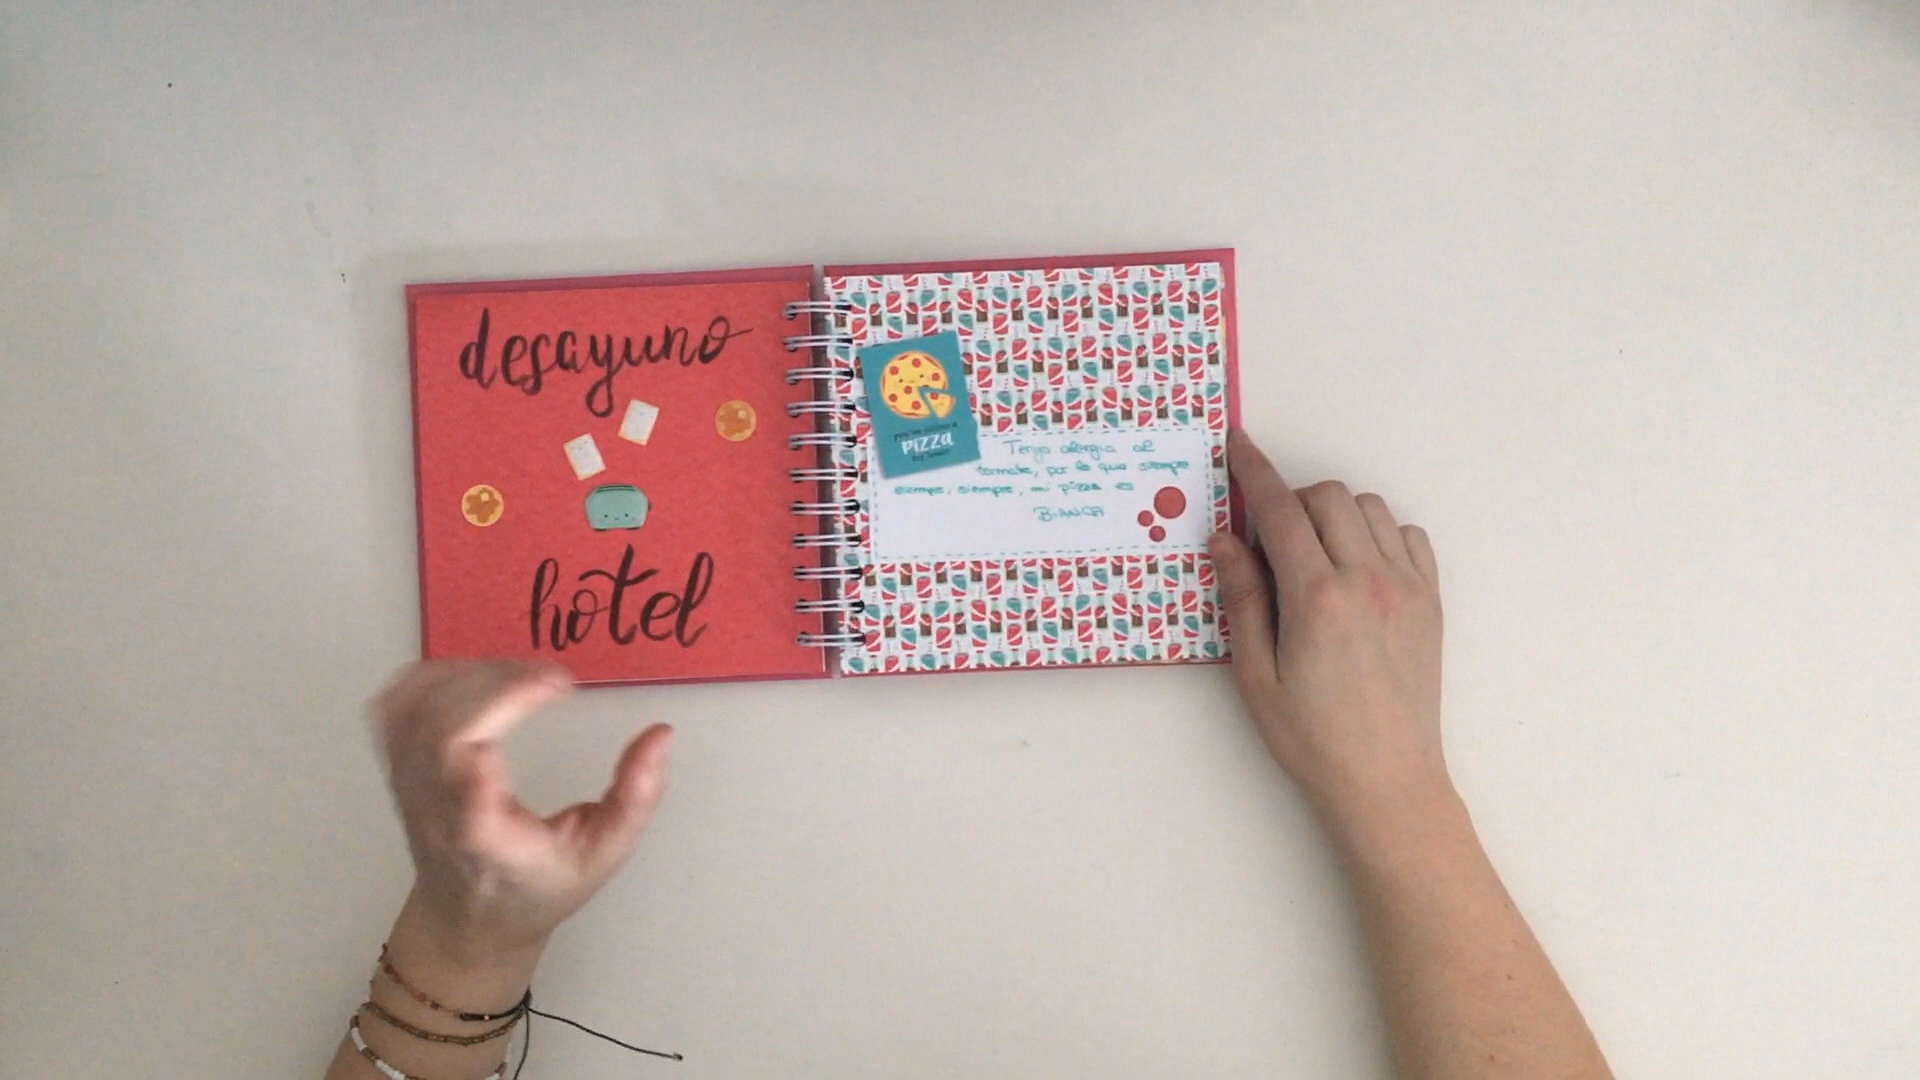 desayuno
hotel
pizza
Tengo alergia al
tomate, por lo que siempre
siempre, siempre, mi pizza es
BIANCA